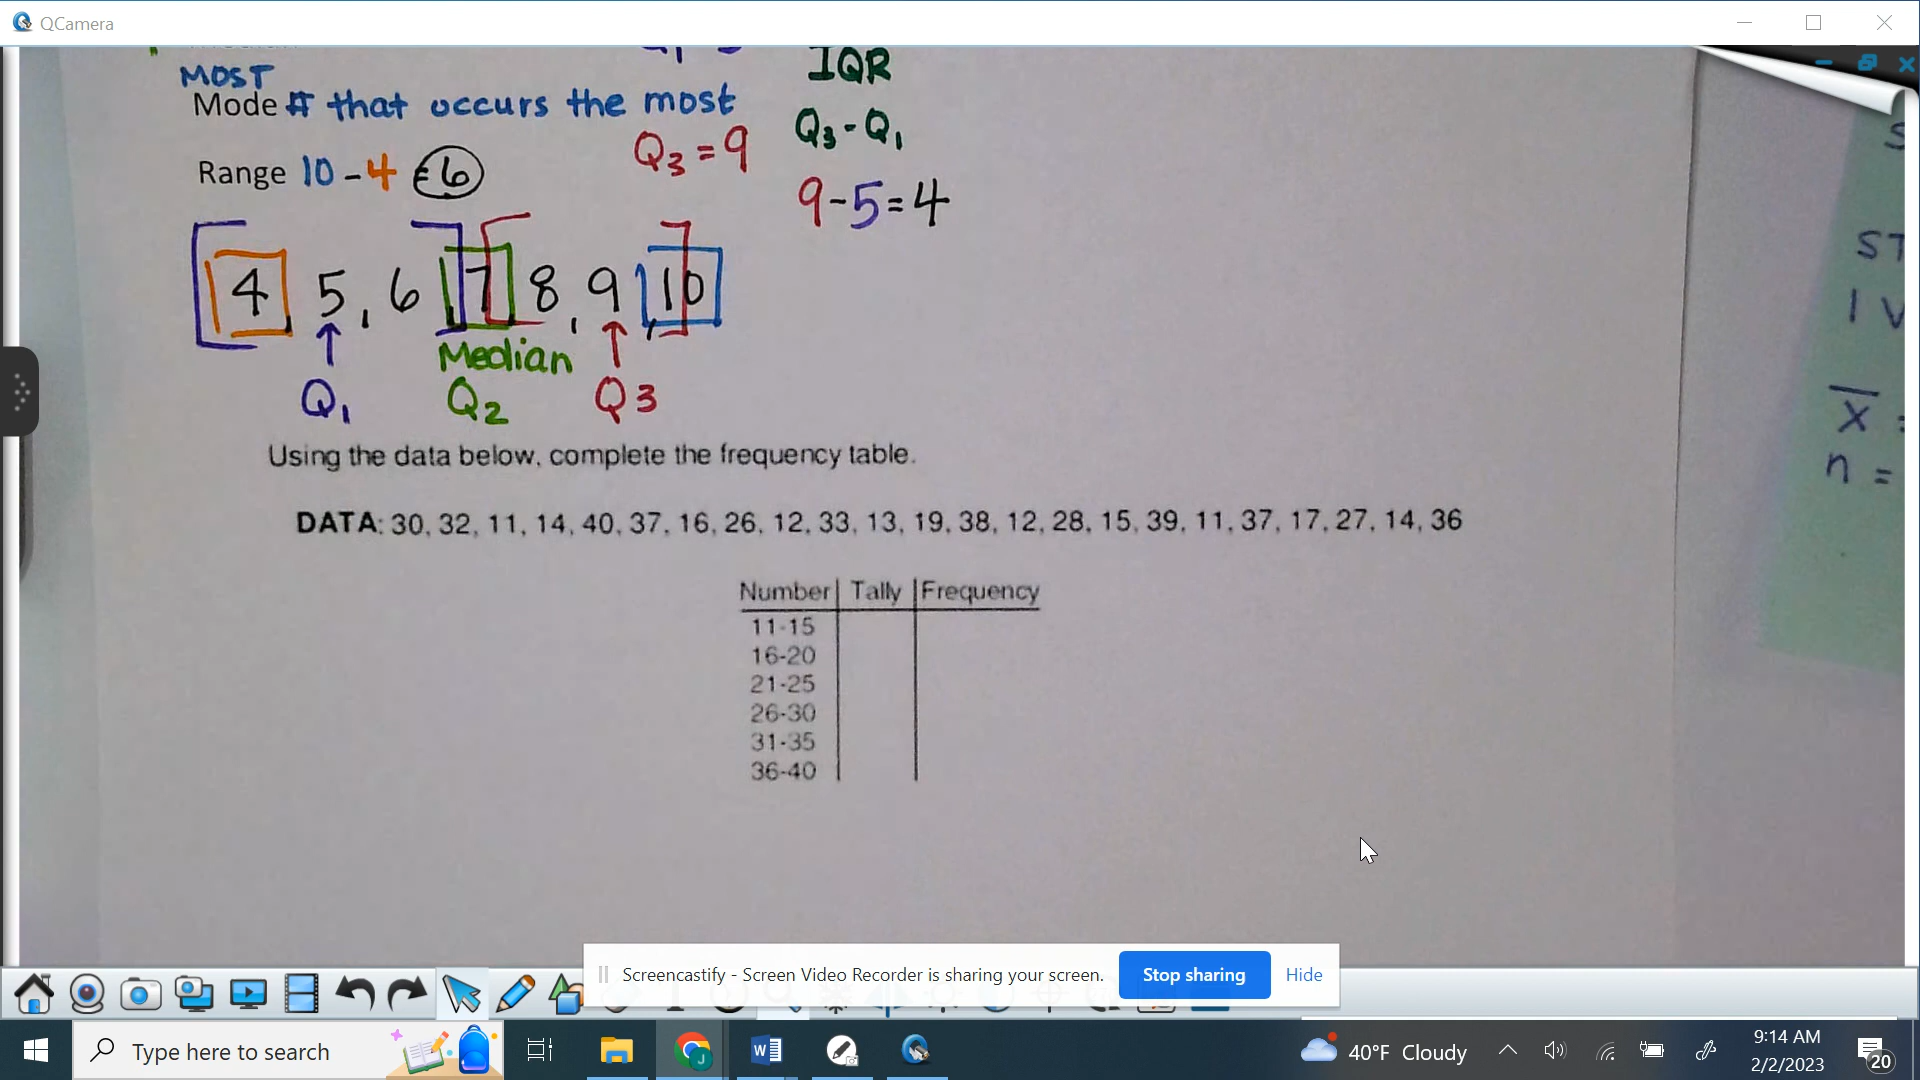 QCamera
MOST
Mode # that occurs the most
IQR
Q3 - Q1
Q3 = 9
Range 10 - 4 = 6
9 - 5 = 4
4, 5, 6, 7, 8, 9, 10
Median
Q1 Q2 Q3
Using the data below, complete the frequency table.
DATA: 30, 32, 11, 14, 40, 37, 16, 26, 12, 33, 13, 19, 38, 12, 28, 15, 39, 11, 37, 17, 27, 14, 36
Number Tally Frequency
11-15
16-20
21-25
26-30
31-35
36-40
ST
1
x̄ =
n =
Screencastify - Screen Video Recorder is sharing your screen. Stop sharing Hide
Type here to search
40°F Cloudy
9:14 AM
2/2/2023
20